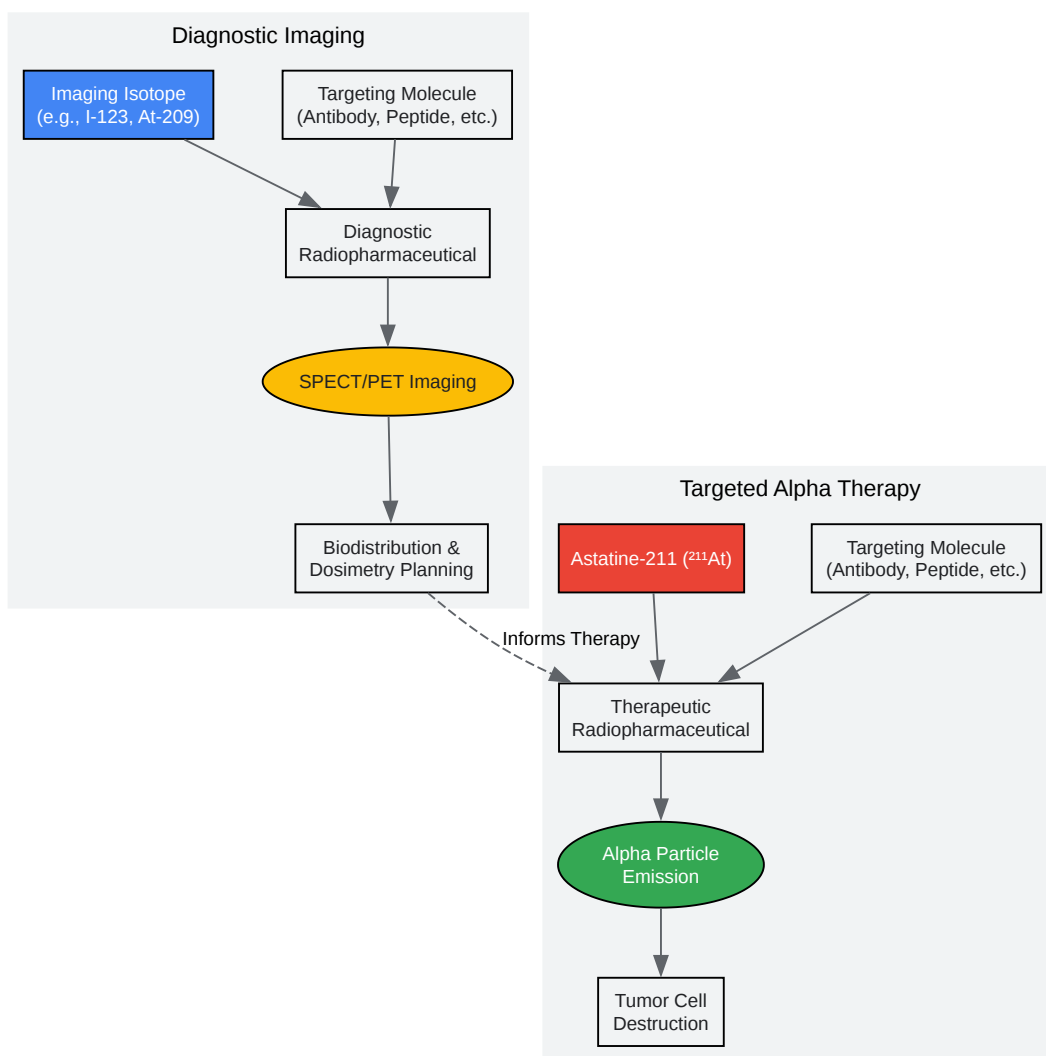 Diagnostic Imaging
Imaging Isotope
(e.g., I-123, At-209)
Targeting Molecule
(Antibody, Peptide, etc.)
Diagnostic
Radiopharmaceutical
SPECT/PET Imaging
Biodistribution &
Dosimetry Planning
Informs Therapy
Targeted Alpha Therapy
Astatine-211 (²¹¹At)
Targeting Molecule
(Antibody, Peptide, etc.)
Therapeutic
Radiopharmaceutical
Alpha Particle
Emission
Tumor Cell
Destruction